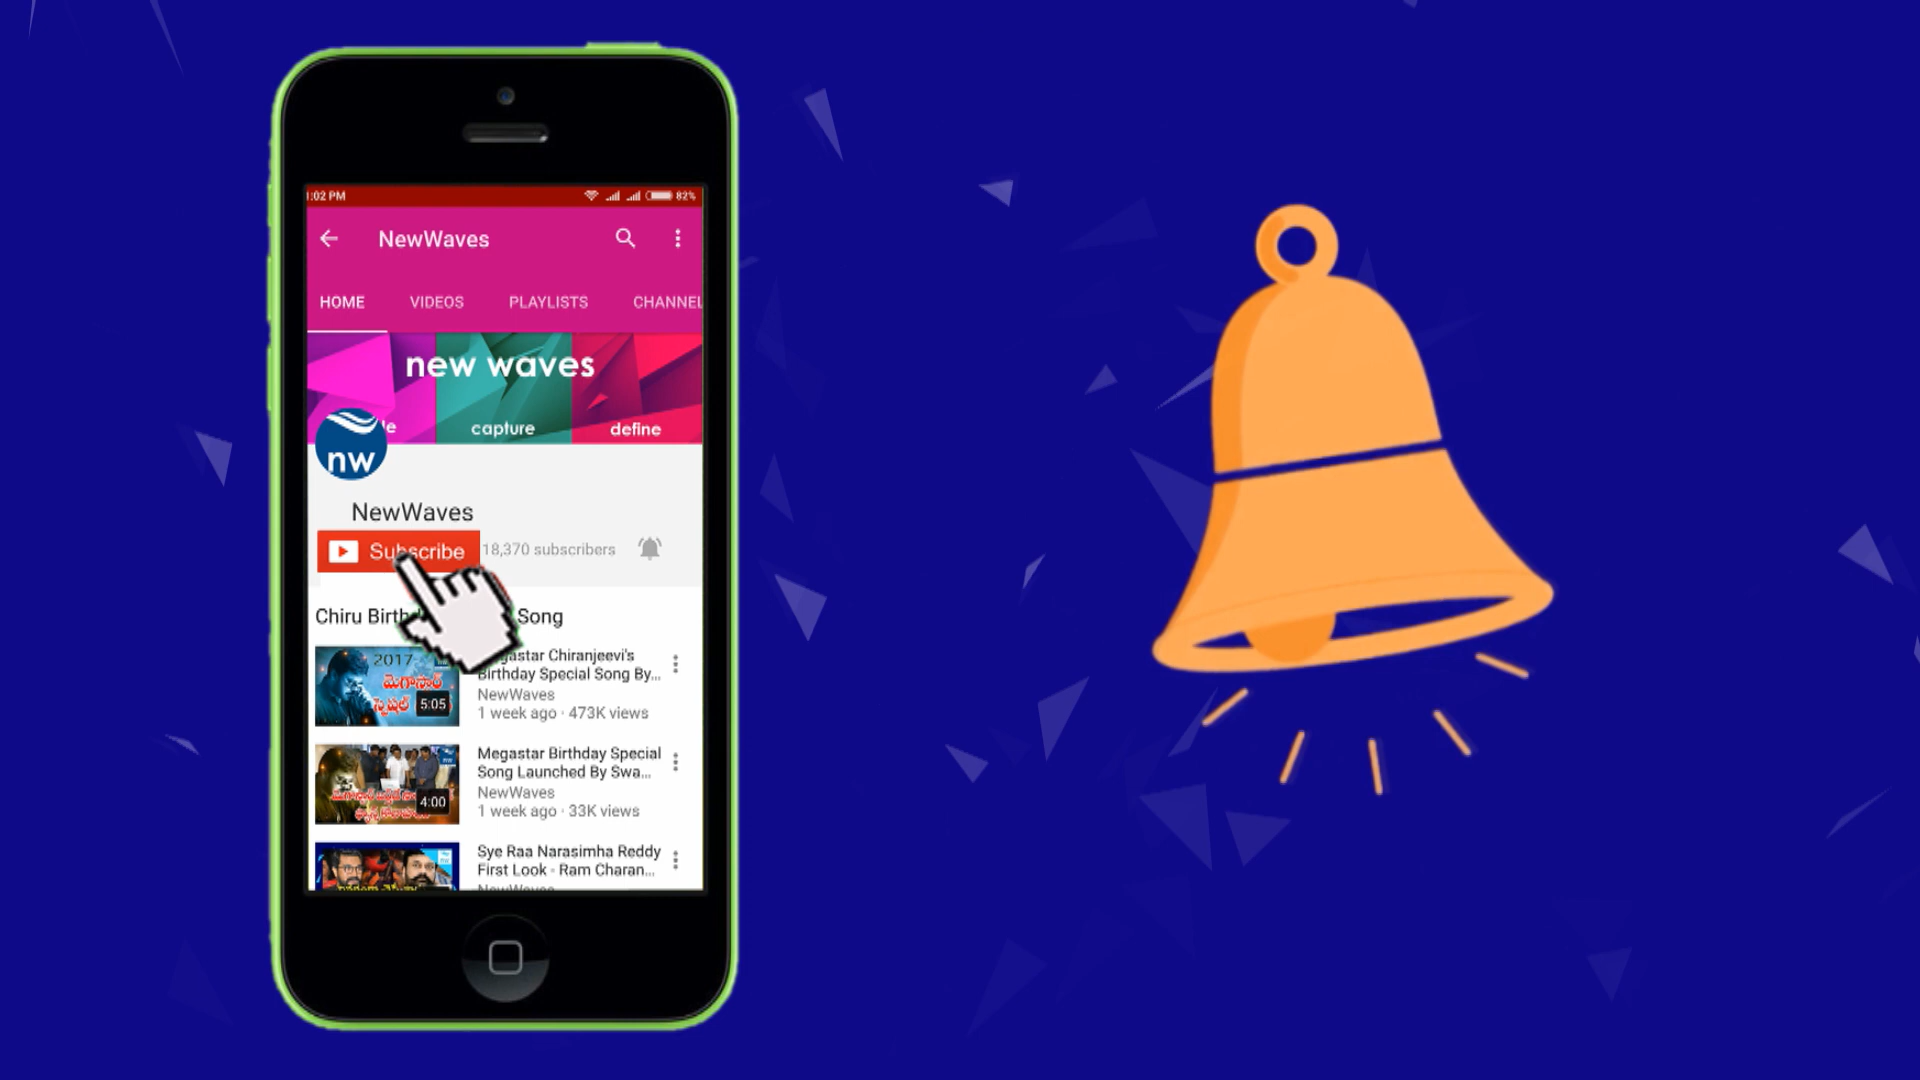 1:02 PM
82%
NewWaves
HOME VIDEOS PLAYLISTS CHANNEL
new waves
capture define
nw
NewWaves
Subscribe 18,370 subscribers
Song
2017
మెగాస్టార్
స్పెషల్
5:05
Chiranjeevi's
Birthday Special Song By...
NewWaves
1 week ago · 473K views
4:00
Megastar Birthday Special
Song Launched By Swa...
NewWaves
1 week ago · 33K views
Sye Raa Narasimha Reddy
First Look - Ram Charan...